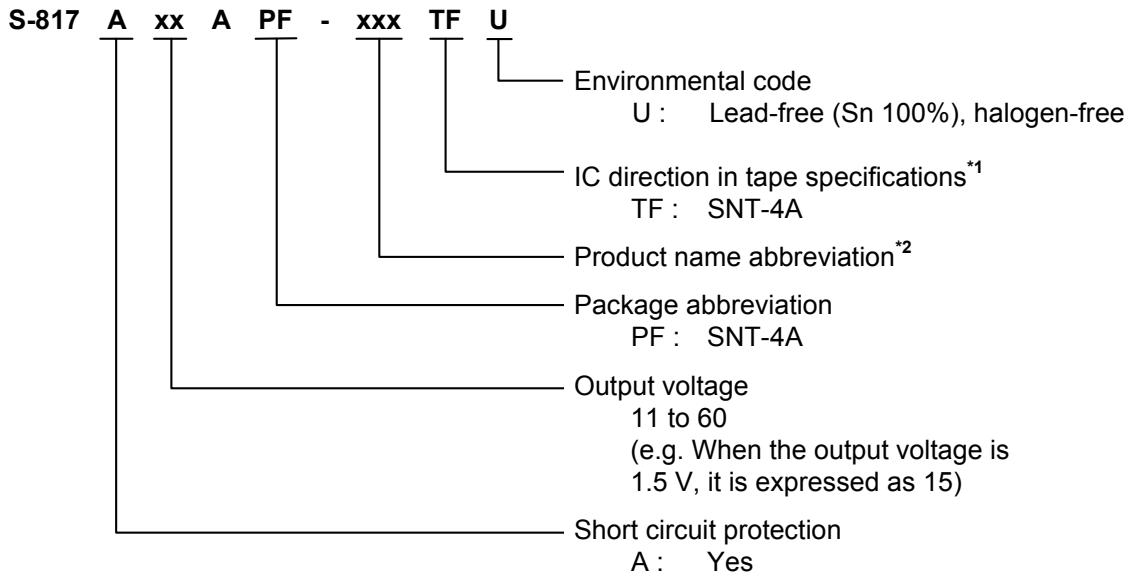 S-817 A xx A PF - xxx TF U
Environmental code
U : Lead-free (Sn 100%), halogen-free
IC direction in tape specifications*1
TF : SNT-4A
Product name abbreviation*2
Package abbreviation
PF : SNT-4A
Output voltage
11 to 60
(e.g. When the output voltage is
1.5 V, it is expressed as 15)
Short circuit protection
A : Yes